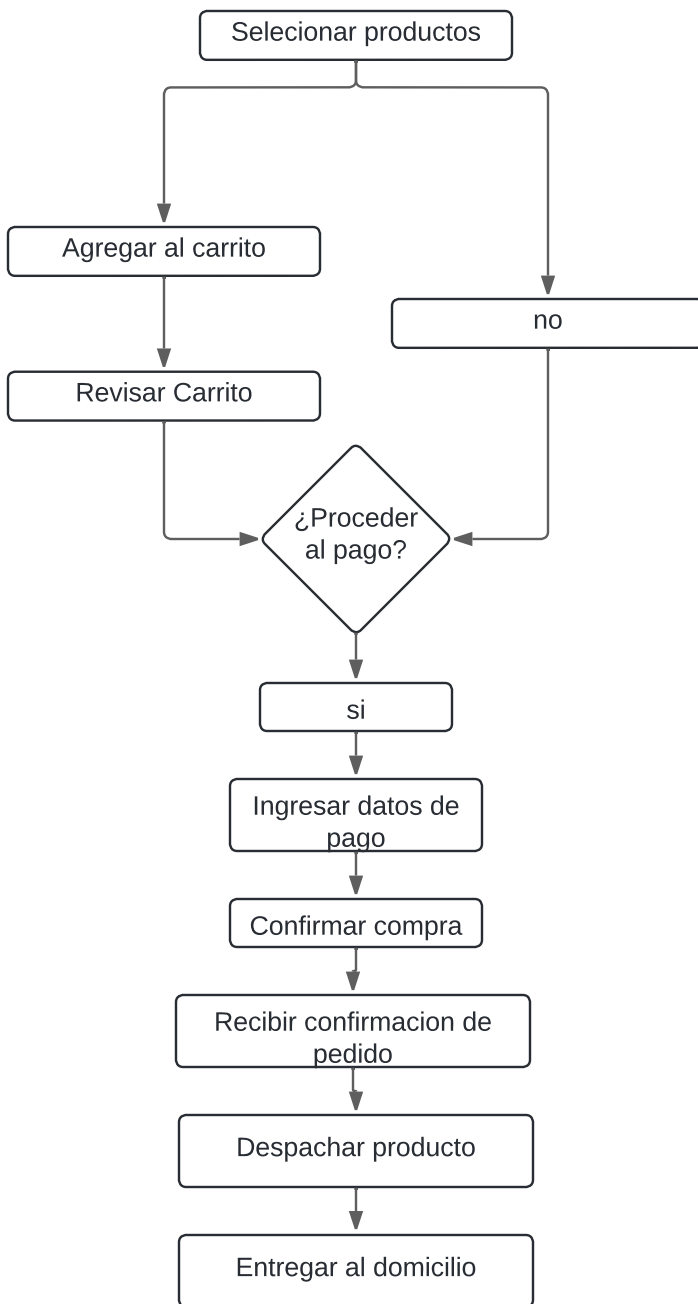 Selecionar productos
Agregar al carrito
no
Revisar Carrito
¿Proceder
al pago?
si
Ingresar datos de
pago
Confirmar compra
Recibir confirmacion de
pedido
Despachar producto
Entregar al domicilio